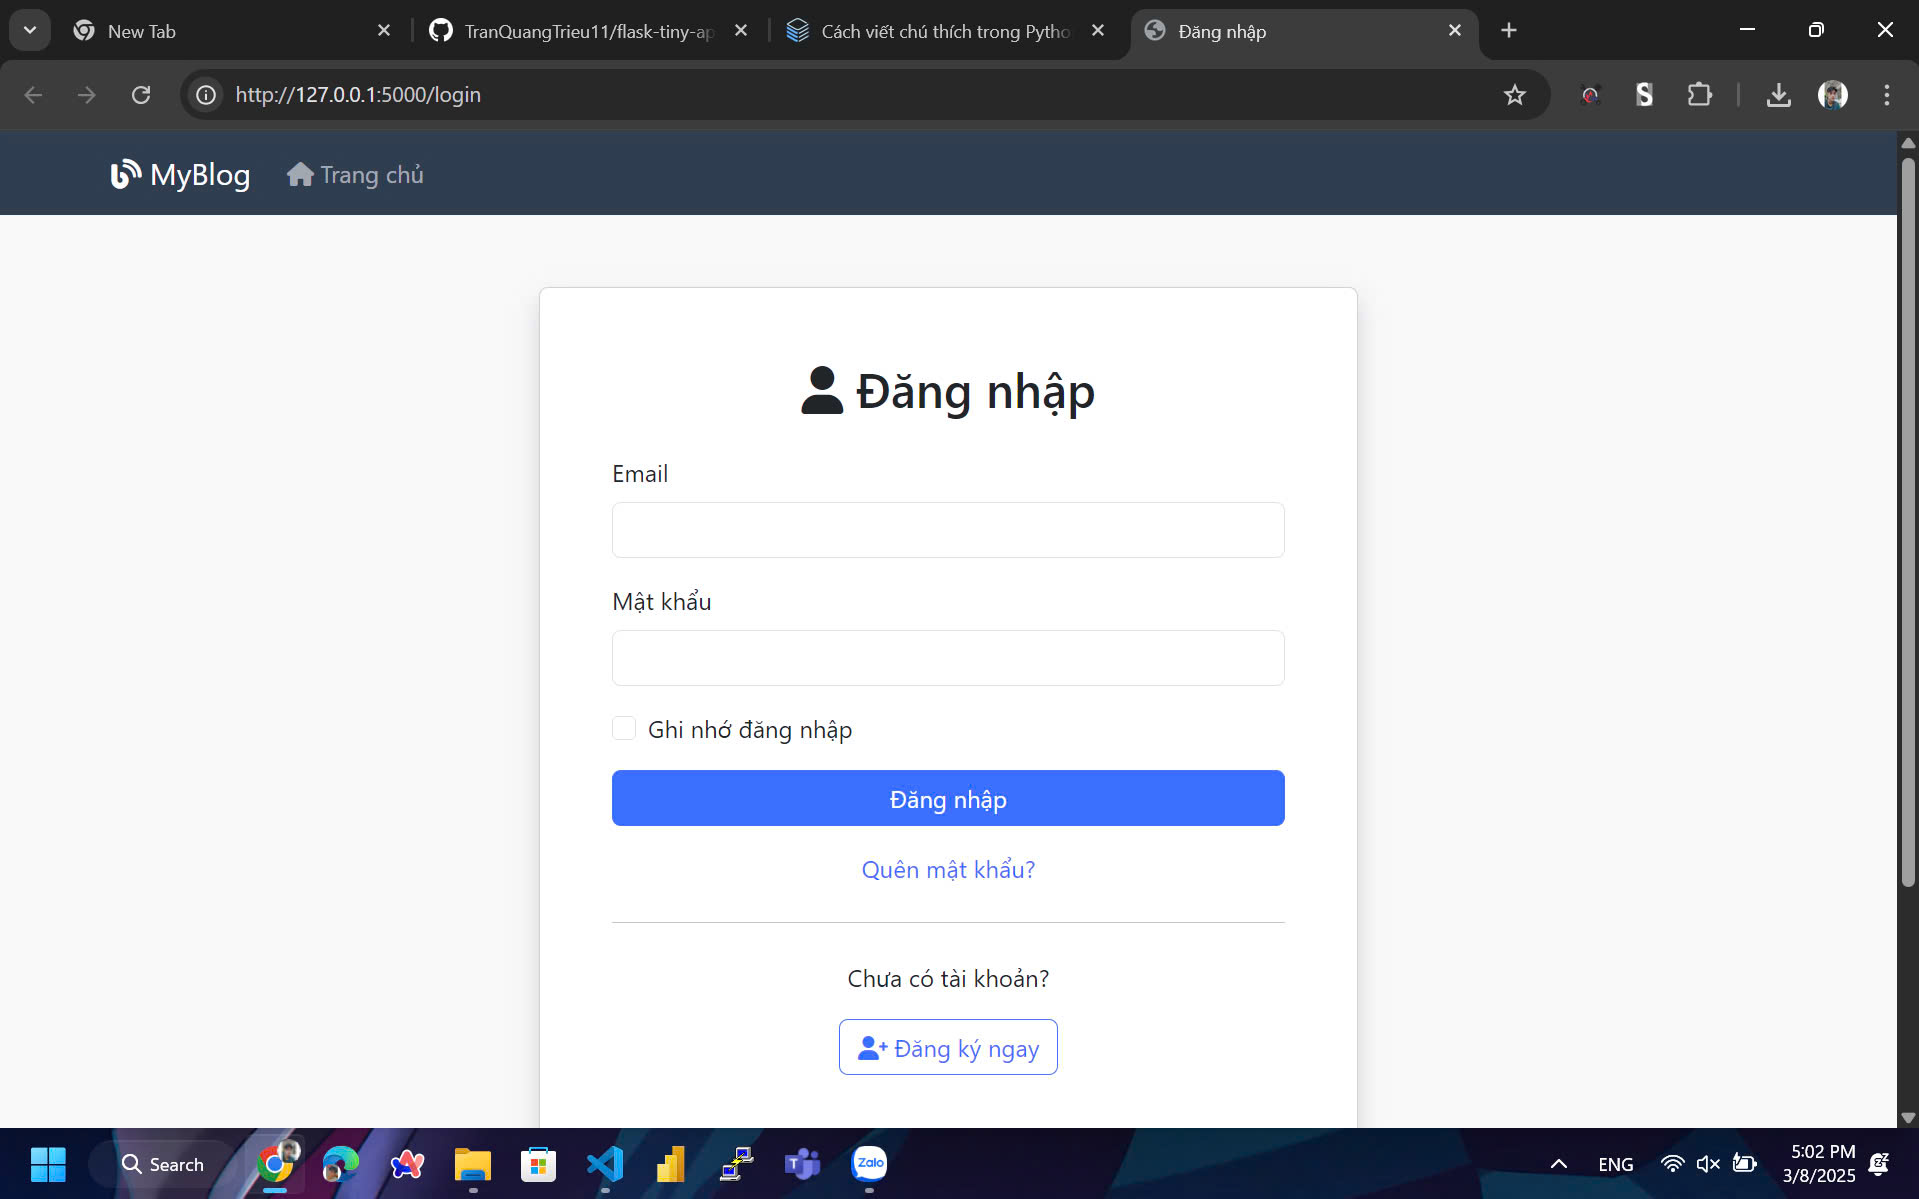 New Tab
TranQuangTrieu11/flask-tiny-ap
Cách viết chú thích trong Pytho
Đăng nhập
http://127.0.0.1:5000/login
MyBlog
Trang chủ
Đăng nhập
Email
Mật khẩu
Ghi nhớ đăng nhập
Đăng nhập
Quên mật khẩu?
Chưa có tài khoản?
Đăng ký ngay
Search
Zalo
ENG
5:02 PM
3/8/2025